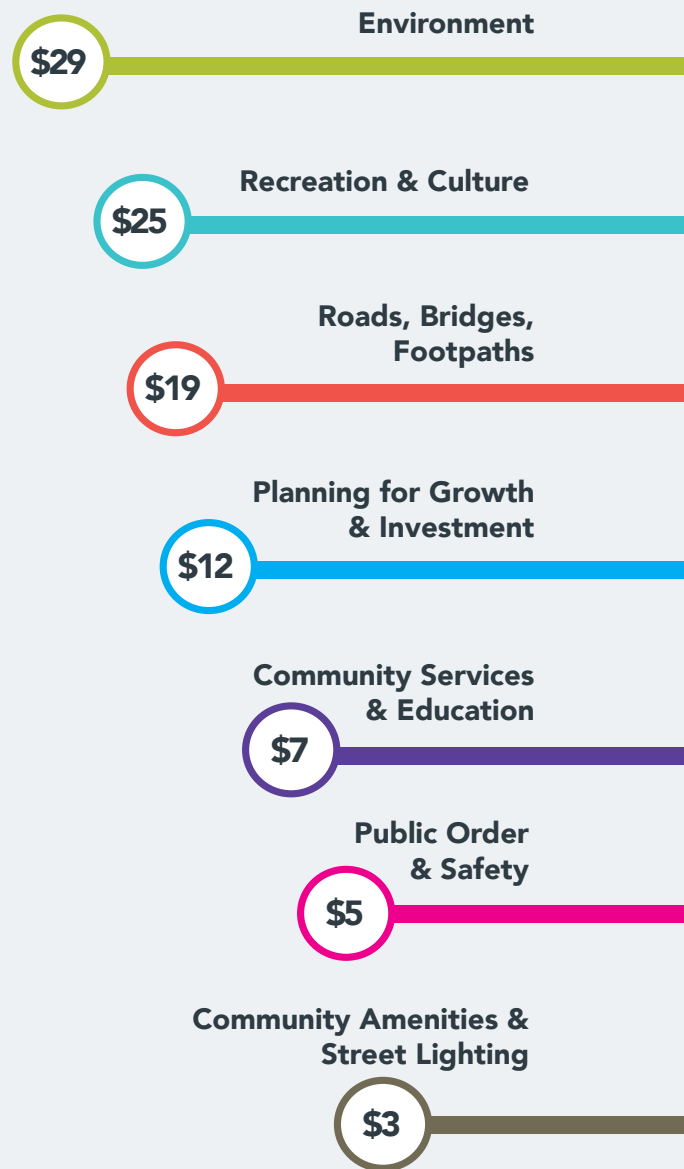 Environment
$29
Recreation & Culture
$25
Roads, Bridges,
Footpaths
$19
Planning for Growth
& Investment
$12
Community Services
& Education
$7
Public Order
& Safety
$5
Community Amenities &
Street Lighting
$3